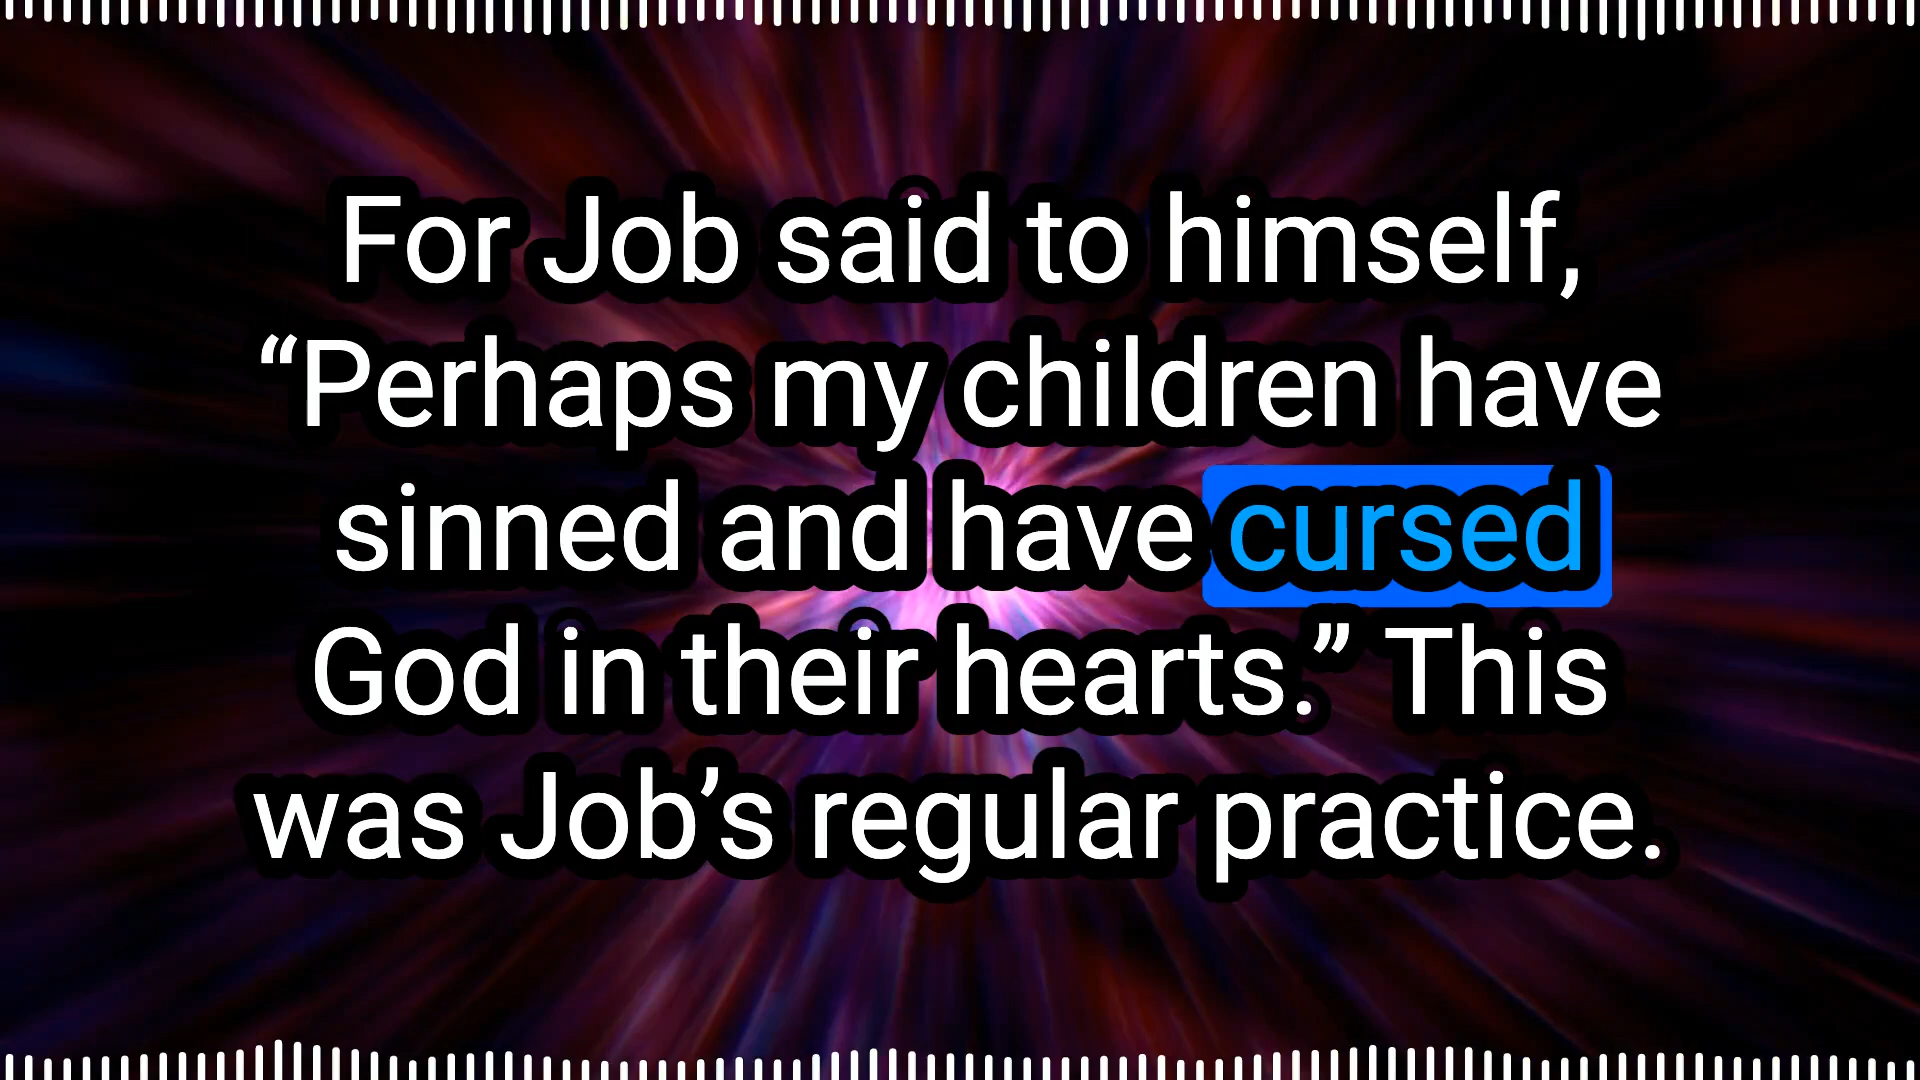 For Job said to himself,
“Perhaps my children have
sinned and have cursed
God in their hearts.” This
was Job’s regular practice.